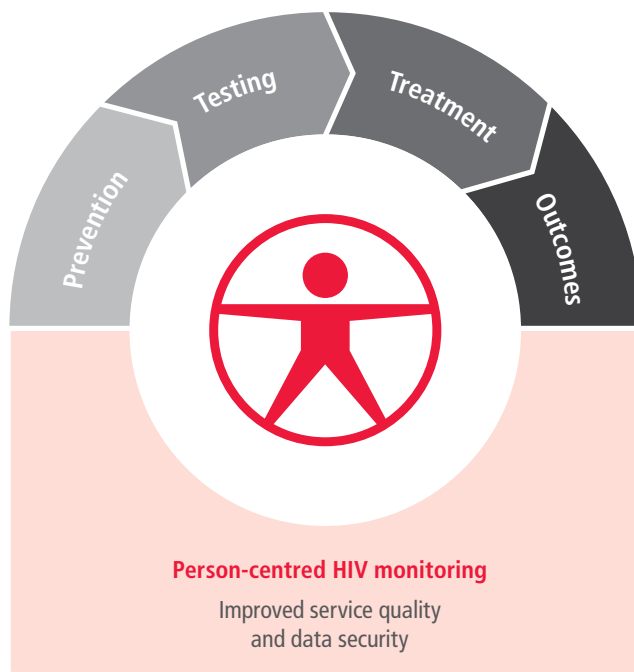 Prevention
Testing
Treatment
Outcomes
Person-centred HIV monitoring
Improved service quality
and data security